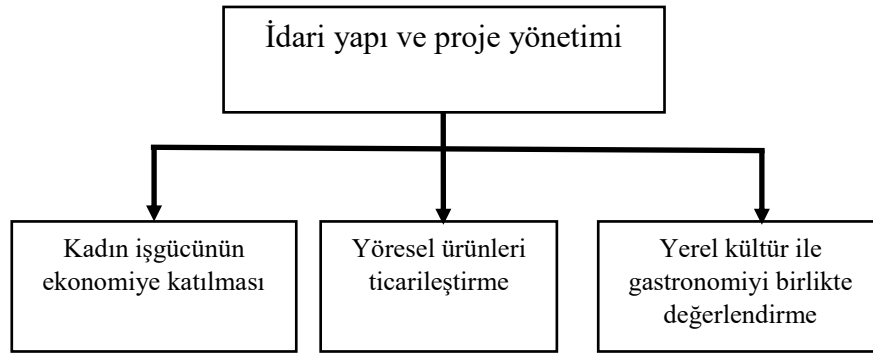 İdari yapı ve proje yönetimi
Kadın işgücünün
ekonomiye katılması
Yöresel ürünleri
ticarileştirme
Yerel kültür ile
gastronomiyi birlikte
değerlendirme